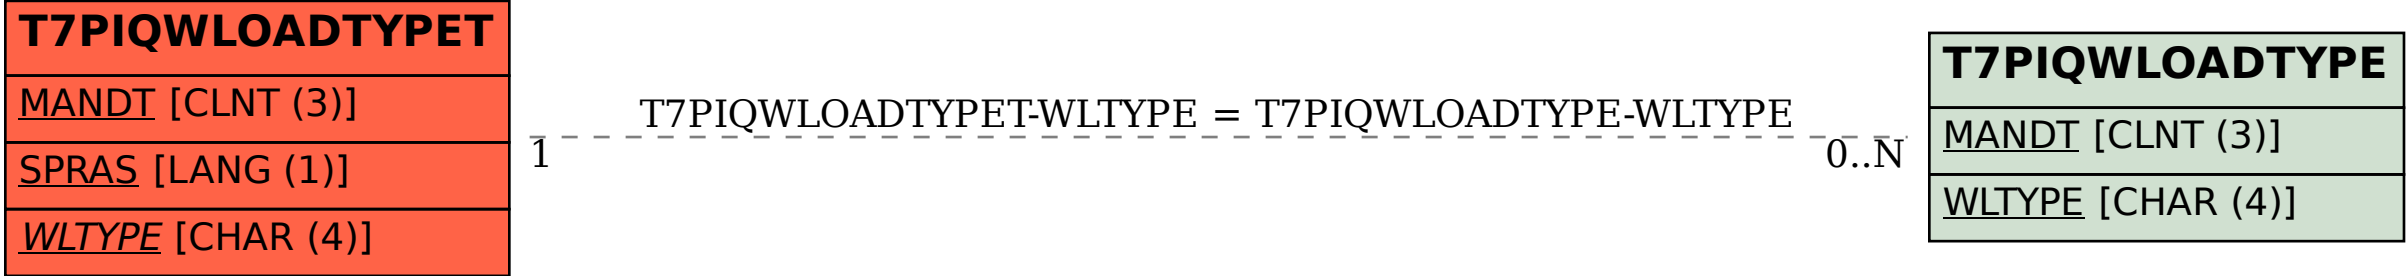 T7PIQWLOADTYPET
MANDT [CLNT (3)]
SPRAS [LANG (1)]
WLTYPE [CHAR (4)]
T7PIQWLOADTYPET-WLTYPE = T7PIQWLOADTYPE-WLTYPE
1
0..N
T7PIQWLOADTYPE
MANDT [CLNT (3)]
WLTYPE [CHAR (4)]